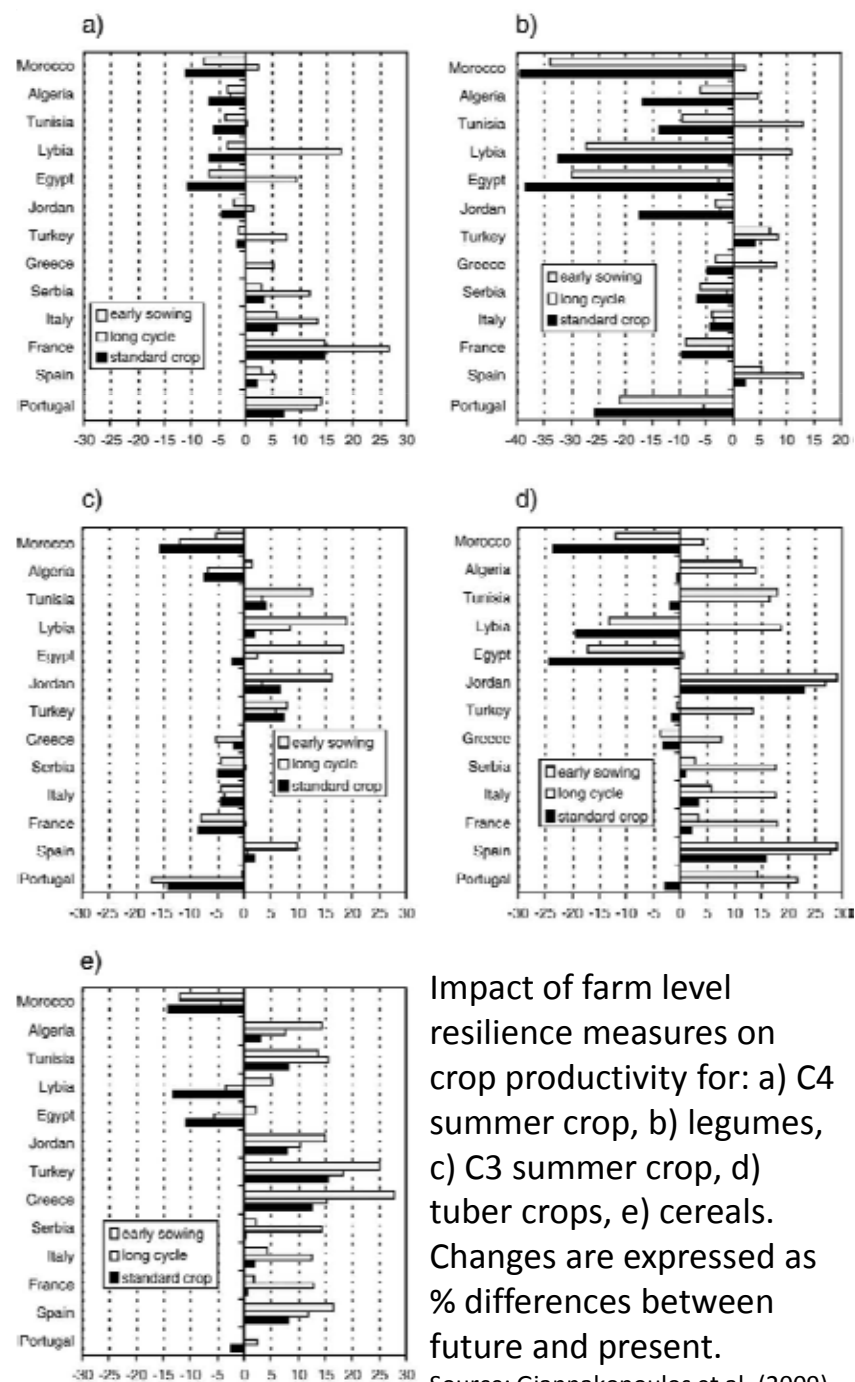 a)
Morocco
Algeria
Tunisia
Lybia
Egypt
Jordan
Turkey
Greece
Serbia
Italy
France
Spain
Portugal
early sowing
long cycle
standard crop
-30 -25 -20 -15 -10 -5 0 5 10 15 20 25 30
b)
Morocco
Algeria
Tunisia
Lybia
Egypt
Jordan
Turkey
Greece
Serbia
Italy
France
Spain
Portugal
early sowing
long cycle
standard crop
-40 -35 -30 -25 -20 -15 -10 -5 0 5 10 15 20
c)
Morocco
Algeria
Tunisia
Lybia
Egypt
Jordan
Turkey
Greece
Serbia
Italy
France
Spain
Portugal
early sowing
long cycle
standard crop
-30 -25 -20 -15 -10 -5 0 5 10 15 20 25 30
d)
Morocco
Algeria
Tunisia
Lybia
Egypt
Jordan
Turkey
Greece
Serbia
Italy
France
Spain
Portugal
early sowing
long cycle
standard crop
-30 -25 -20 -15 -10 -5 0 5 10 15 20 25 30
e)
Morocco
Algeria
Tunisia
Lybia
Egypt
Jordan
Turkey
Greece
Serbia
Italy
France
Spain
Portugal
early sowing
long cycle
standard crop
-30 -25 -20 -15 -10 -5 0 5 10 15 20 25 30
Impact of farm level
resilience measures on
crop productivity for: a) C4
summer crop, b) legumes,
c) C3 summer crop, d)
tuber crops, e) cereals.
Changes are expressed as
% differences between
future and present.
Source: Giannakopoulos et al. (2009)